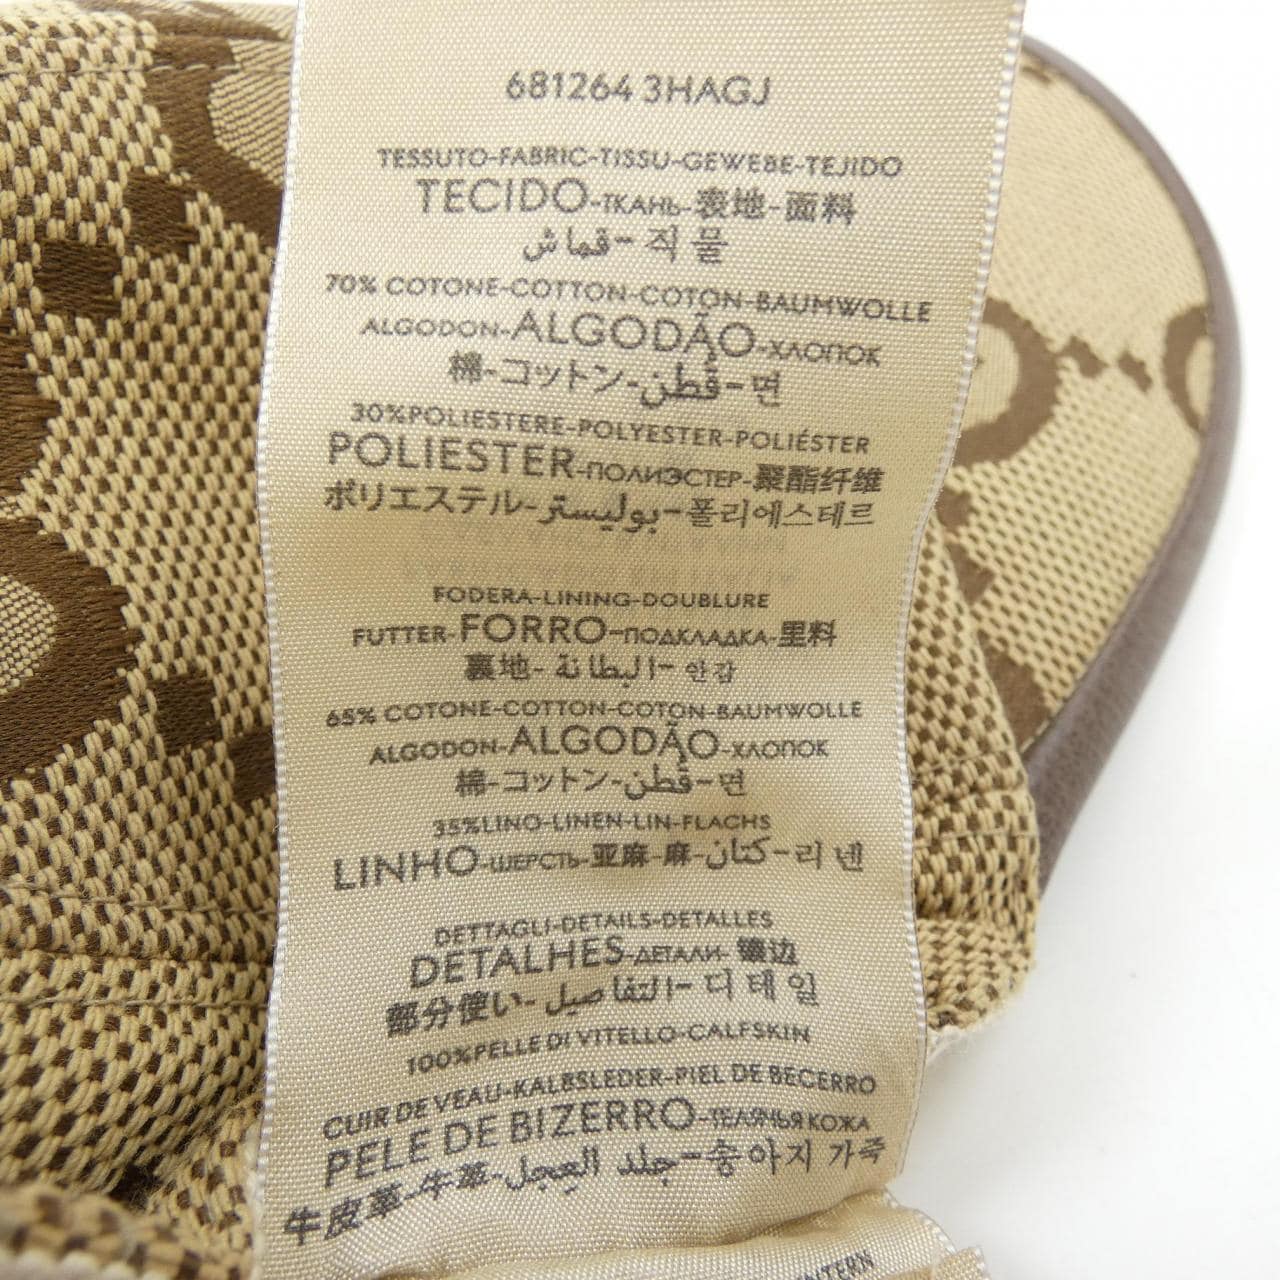 681264 3HAGJ
TESSUTO-FABRIC-TISSU-GEWEBE-TEJIDO
TECIDO-ТКАНЬ-表地-面料
قماش-직물
70% COTONE-COTTON-COTON-BAUMWOLLE
ALGODON-ALGODÃO-ХЛОПОК
棉-コットン-قطن-면
30%POLIESTERE-POLYESTER-POLIÉSTER
POLIESTER-ПОЛИЭСТЕР-聚酯纤维
ポリエステル-بوليستر-폴리에스테르
FODERA-LINING-DOUBLURE
FUTTER-FORRO-ПОДКЛАДКА-里料
裏地-البطانة-안감
65% COTONE-COTTON-COTON-BAUMWOLLE
ALGODON-ALGODÃO-ХЛОПОК
棉-コットン-قطن-면
35%LINO-LINEN-LIN-FLACHS
LINHO-ШЕРСТЬ-亚麻-麻-كتان-리넨
DETTAGLI-DETAILS-DETALLES
DETALHES-ДЕТАЛИ-镶边
部分使い-التفاصيل-디테일
100%PELLE DI VITELLO-CALFSKIN
CUIR DE VEAU-KALBSLEDER-PIEL DE BECERRO
PELE DE BIZERRO-ТЕЛЯЧЬЯ КОЖА
牛皮革-牛革-جلد العجل-송아지 가죽